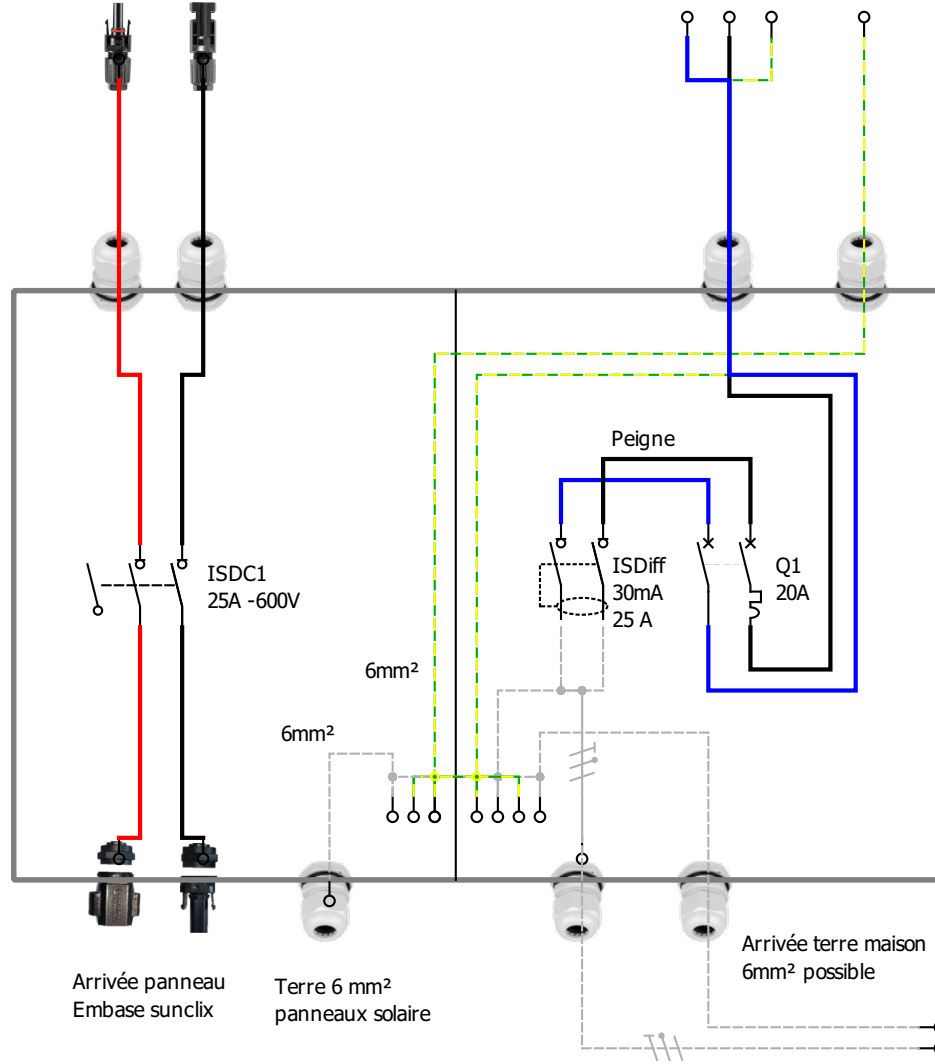 Peigne
ISDC1
25A -600V
ISDiff
30mA
25 A
Q1
20A
6mm²
6mm²
Arrivée panneau
Embase sunclix
Terre 6 mm²
panneaux solaire
Arrivée terre maison
6mm² possible